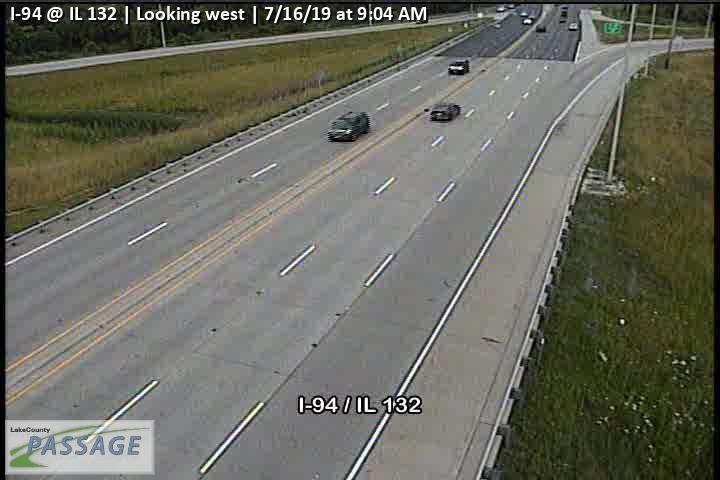 I-94 @ IL 132 | Looking west | 7/16/19 at 9:04 AM
I-94 / IL 132
LakeCounty
PASSAGE